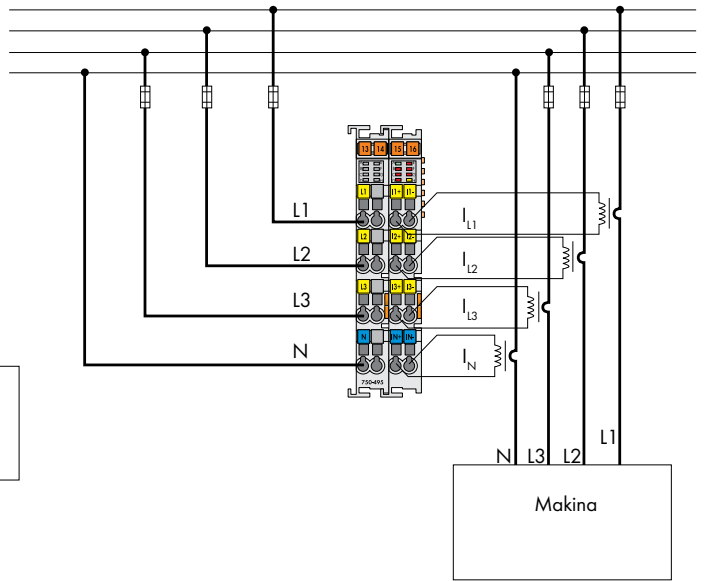 13 14 15 16
L1 I1+ I1-
L1
I L1
L2 I2+ I2-
L2
I L2
L3 I3+ I3-
L3
I L3
N IN+ IN-
N
I N
750-495
N L3 L2 L1
Makina